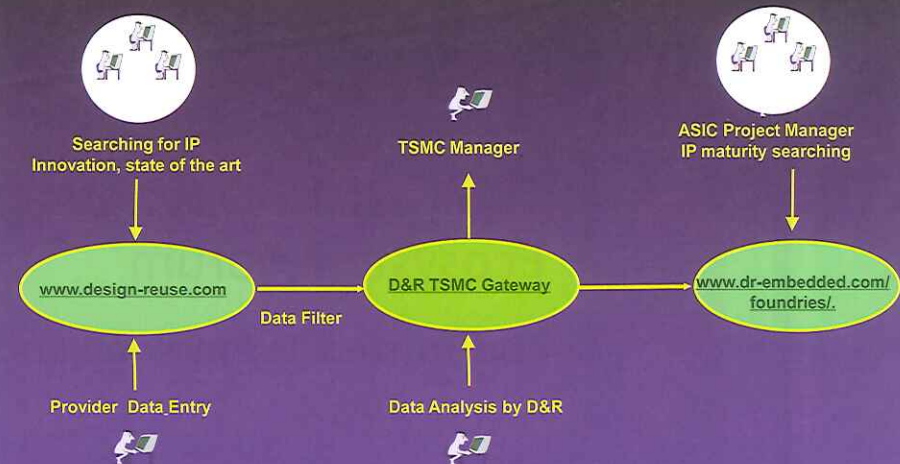 Searching for IP
Innovation, state of the art
TSMC Manager
ASIC Project Manager
IP maturity searching
www.design-reuse.com
Data Filter
D&R TSMC Gateway
www.dr-embedded.com/
foundries/.
Provider Data Entry
Data Analysis by D&R